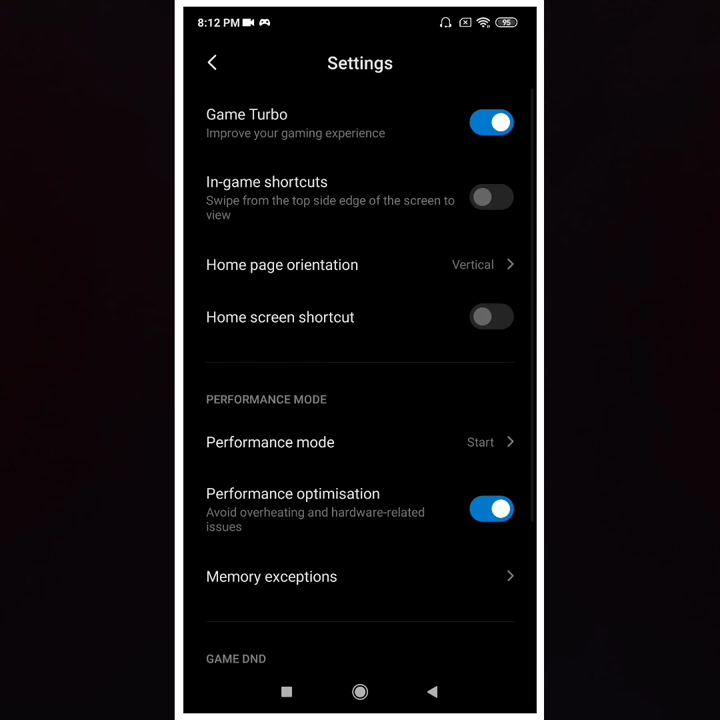 8:12 PM
95
Settings
Game Turbo
Improve your gaming experience
In-game shortcuts
Swipe from the top side edge of the screen to
view
Home page orientation
Vertical
Home screen shortcut
PERFORMANCE MODE
Performance mode
Start
Performance optimisation
Avoid overheating and hardware-related
issues
Memory exceptions
GAME DND